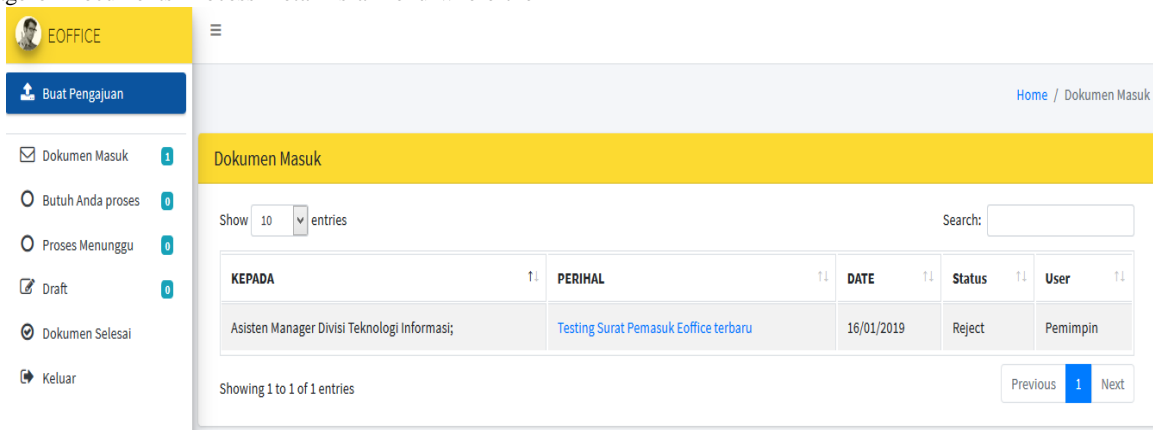 EOFFICE
Buat Pengajuan
Home / Dokumen Masuk
Dokumen Masuk 1
Butuh Anda proses 0
Proses Menunggu 0
Draft 0
Dokumen Selesai
Keluar
Dokumen Masuk
Show 10 entries
Search:
KEPADA PERIHAL DATE Status User
Asisten Manager Divisi Teknologi Informasi; Testing Surat Pemasuk Eoffice terbaru 16/01/2019 Reject Pemimpin
Showing 1 to 1 of 1 entries
Previous 1 Next